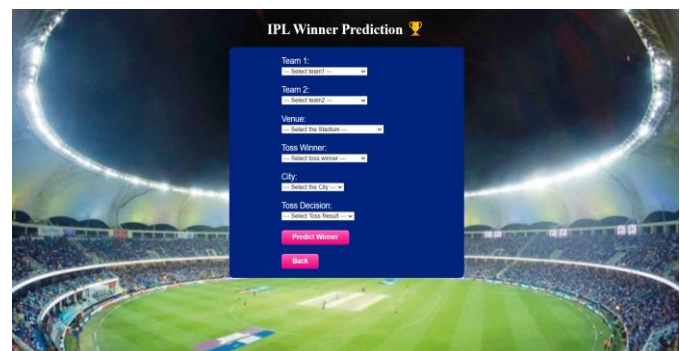 IPL Winner Prediction 🏆
Team 1:
--- Select team1 ---
Team 2:
--- Select team2 ---
Venue:
--- Select the Stadium ---
Toss Winner:
--- Select toss winner ---
City:
--- Select the City ---
Toss Decision:
--- Select Toss Result ---
Predict Winner
Back